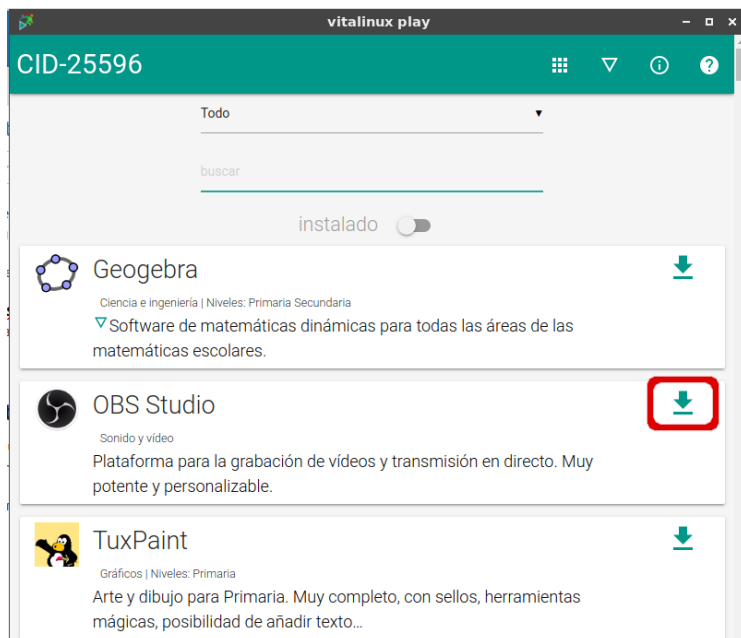 vitalinux play
CID-25596
Todo
buscar
instalado
Geogebra
Ciencia e ingeniería | Niveles: Primaria Secundaria
Software de matemáticas dinámicas para todas las áreas de las
matemáticas escolares.
OBS Studio
Sonido y vídeo
Plataforma para la grabación de vídeos y transmisión en directo. Muy
potente y personalizable.
TuxPaint
Gráficos | Niveles: Primaria
Arte y dibujo para Primaria. Muy completo, con sellos, herramientas
mágicas, posibilidad de añadir texto...